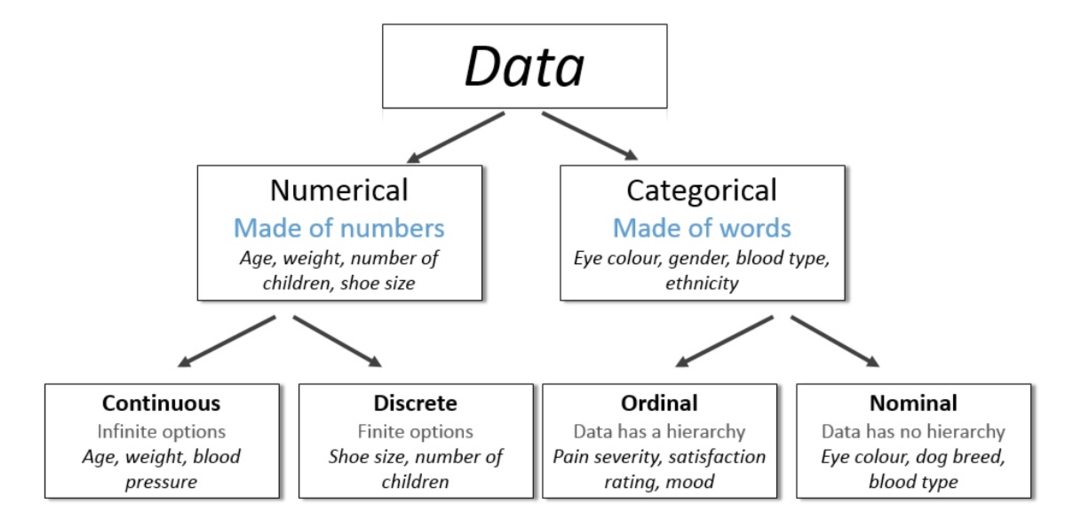 Data
Numerical
Made of numbers
Age, weight, number of
children, shoe size
Categorical
Made of words
Eye colour, gender, blood type,
ethnicity
Continuous
Infinite options
Age, weight, blood
pressure
Discrete
Finite options
Shoe size, number of
children
Ordinal
Data has a hierarchy
Pain severity, satisfaction
rating, mood
Nominal
Data has no hierarchy
Eye colour, dog breed,
blood type